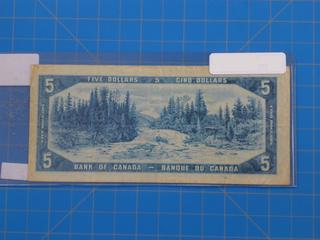 FIVE DOLLARS 5 CINQ DOLLARS
5 5
5 5
BANK OF CANADA — BANQUE DU CANADA